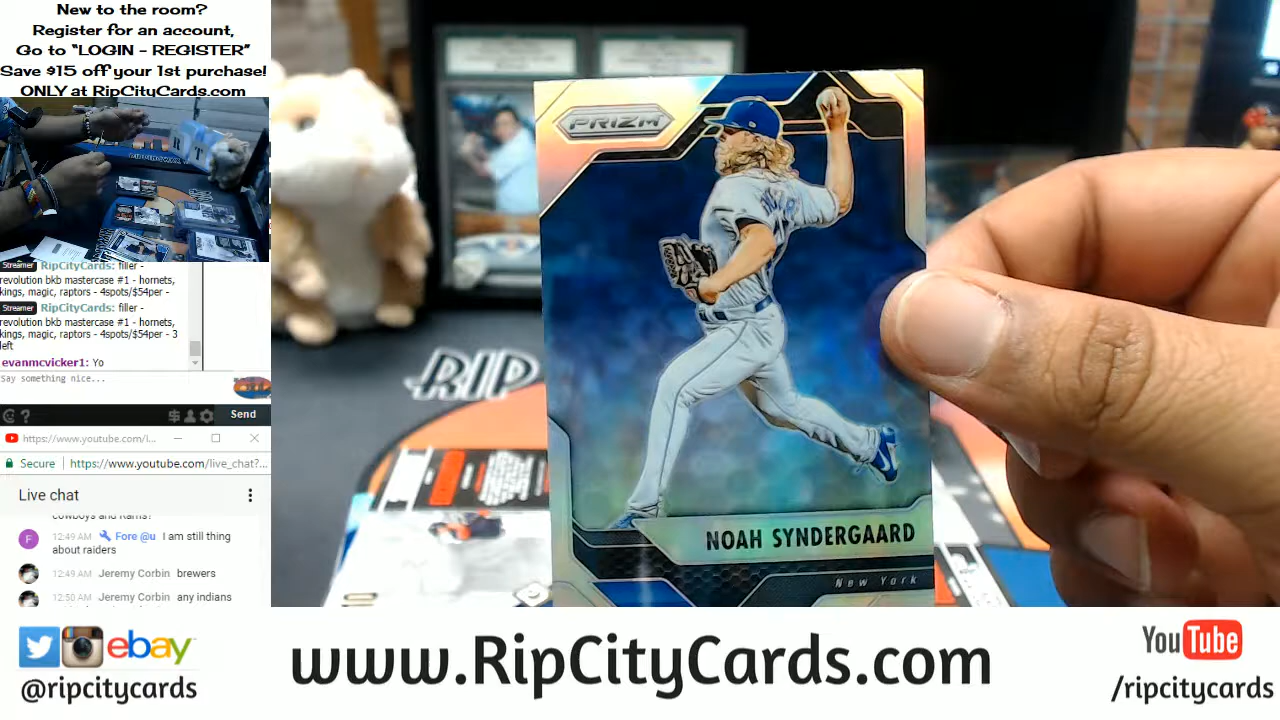 New to the room?
Register for an account,
Go to "LOGIN - REGISTER"
Save $15 off your 1st purchase!
ONLY at RipCityCards.com
Streamer RipCityCards: filler -
revolution bkb mastercase #1 - hornets,
kings, magic, raptors - 4spots/$54per -
Streamer RipCityCards: filler -
revolution bkb mastercase #1 - hornets,
kings, magic, raptors - 4spots/$54per - 3
left
evanmcvicker1: Yo
Say something nice...
Send
https://www.youtube.com/l...
Secure https://www.youtube.com/live_chat?...
Live chat
cowboys and Rams?
F 12:49 AM Fore @u I am still thing
about raiders
12:49 AM Jeremy Corbin brewers
12:50 AM Jeremy Corbin any indians
R T
PRIZM
NOAH SYNDERGAARD
New York
RIP
ebay
@ripcitycards
www.RipCityCards.com
YouTube
/ripcitycards